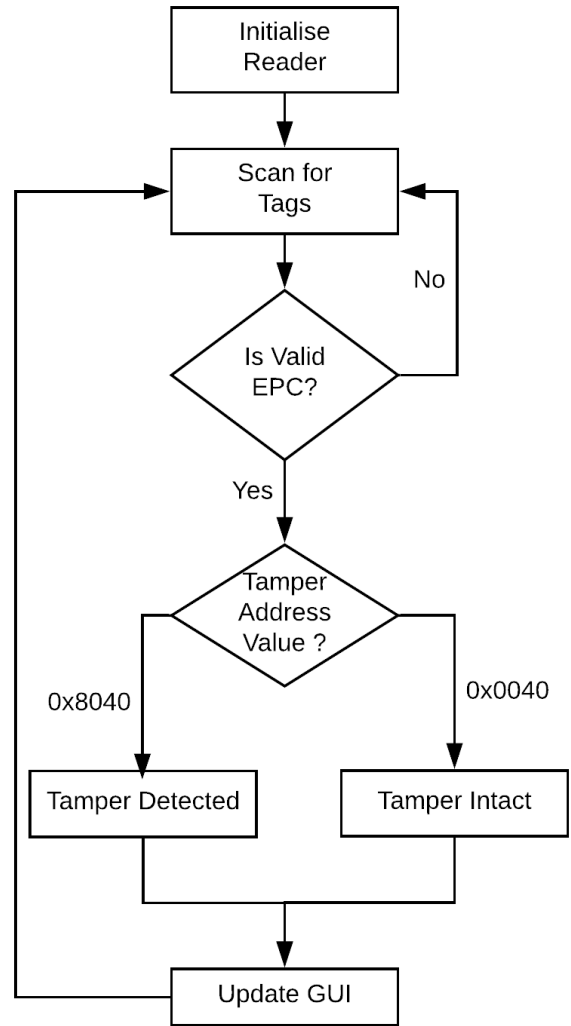 Initialise
Reader
Scan for
Tags
No
Is Valid
EPC?
Yes
Tamper
Address
Value ?
0x8040
0x0040
Tamper Detected
Tamper Intact
Update GUI